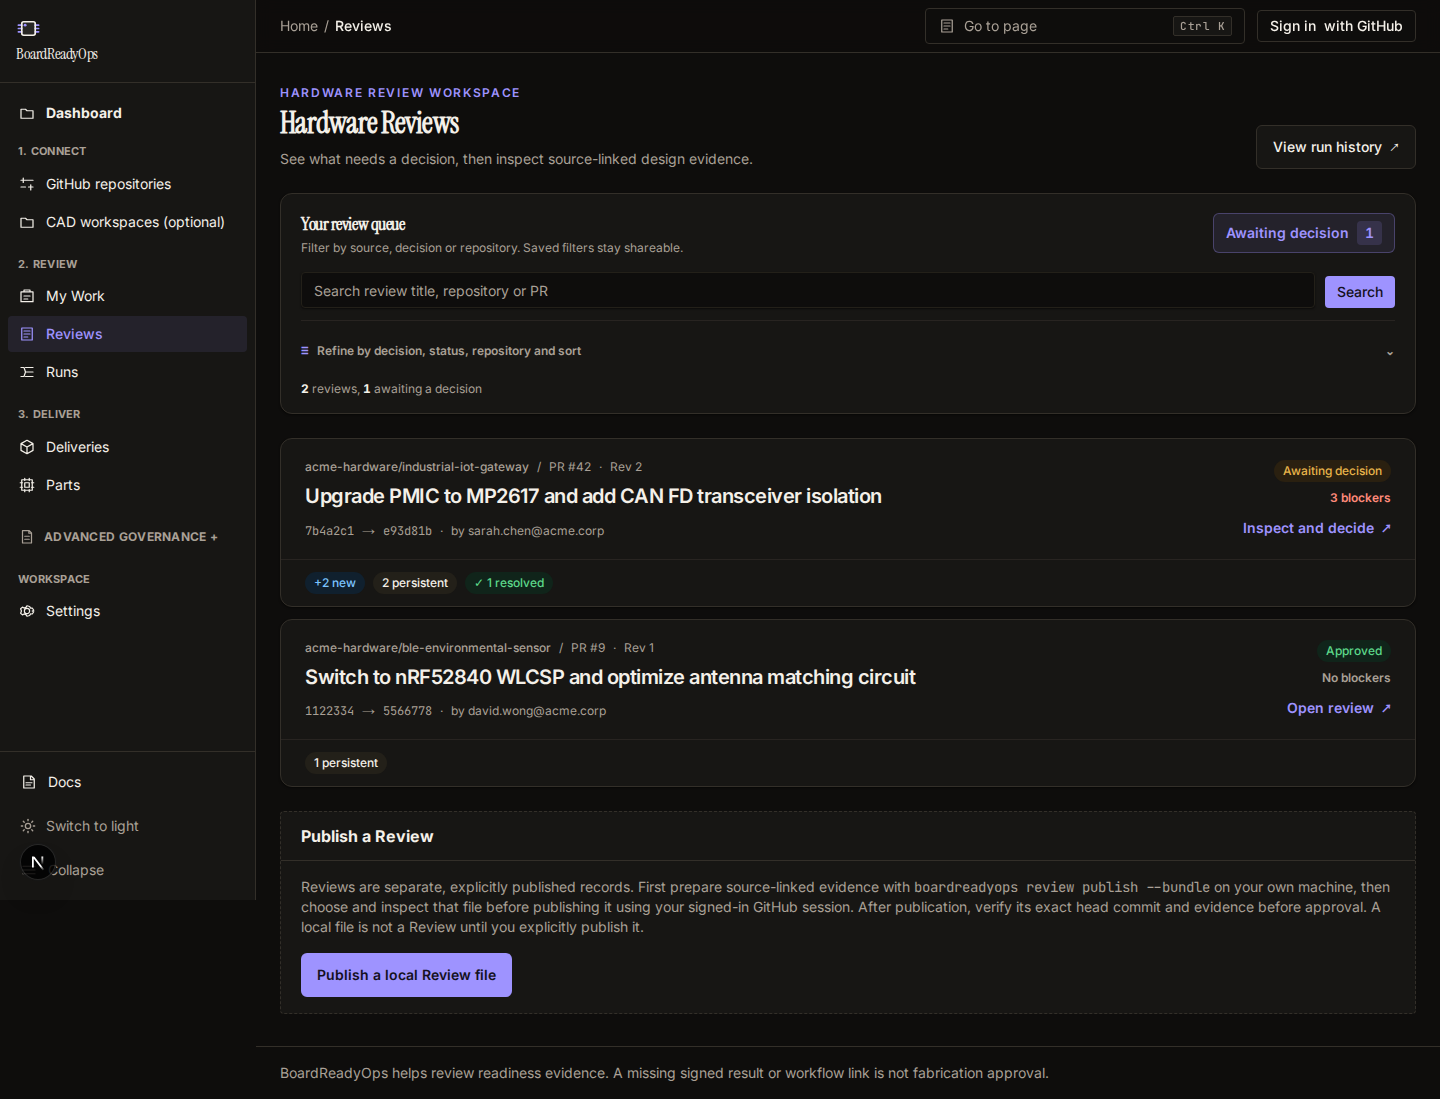 BoardReadyOps
Dashboard
1. CONNECT
GitHub repositories
CAD workspaces (optional)
2. REVIEW
My Work
Reviews
Runs
3. DELIVER
Deliveries
Parts
ADVANCED GOVERNANCE +
WORKSPACE
Settings
Docs
Switch to light
N
Collapse
Home / Reviews
Go to page
Ctrl K
Sign in with GitHub
HARDWARE REVIEW WORKSPACE
Hardware Reviews
See what needs a decision, then inspect source-linked design evidence.
View run history ↗
Your review queue
Filter by source, decision or repository. Saved filters stay shareable.
Awaiting decision 1
Search review title, repository or PR
Search
Refine by decision, status, repository and sort
2 reviews, 1 awaiting a decision
acme-hardware/industrial-iot-gateway / PR #42 · Rev 2
Upgrade PMIC to MP2617 and add CAN FD transceiver isolation
7b4a2c1 → e93d81b · by sarah.chen@acme.corp
Awaiting decision
3 blockers
Inspect and decide ↗
+2 new
2 persistent
✓ 1 resolved
acme-hardware/ble-environmental-sensor / PR #9 · Rev 1
Switch to nRF52840 WLCSP and optimize antenna matching circuit
1122334 → 5566778 · by david.wong@acme.corp
Approved
No blockers
Open review ↗
1 persistent
Publish a Review
Reviews are separate, explicitly published records. First prepare source-linked evidence with boardreadyops review publish --bundle on your own machine, then
choose and inspect that file before publishing it using your signed-in GitHub session. After publication, verify its exact head commit and evidence before approval. A
local file is not a Review until you explicitly publish it.
Publish a local Review file
BoardReadyOps helps review readiness evidence. A missing signed result or workflow link is not fabrication approval.